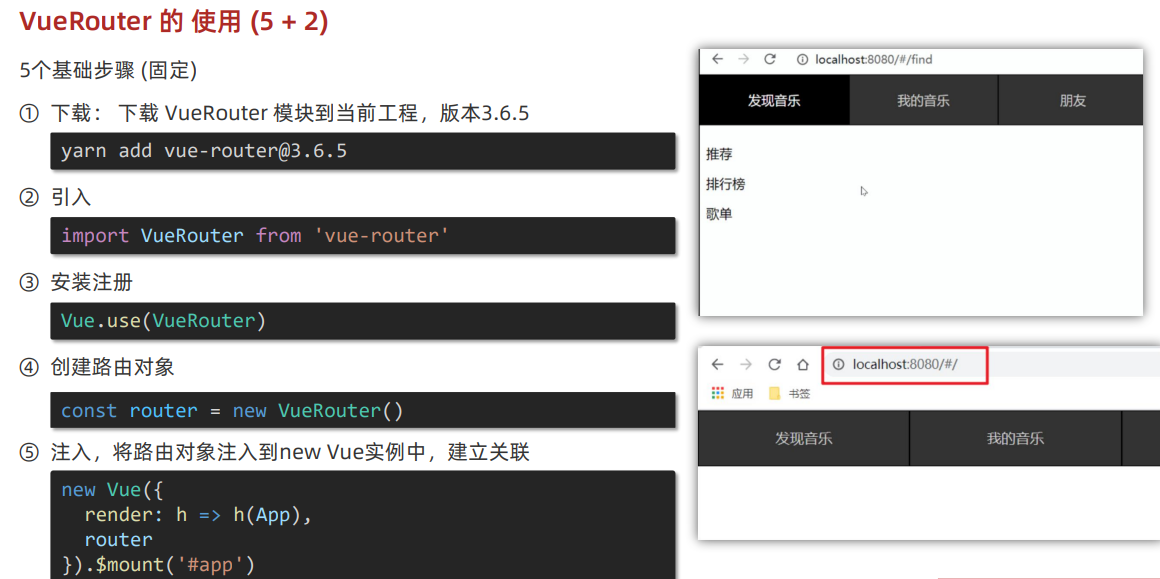 VueRouter 的 使用 (5 + 2)
5个基础步骤 (固定)
① 下载： 下载 VueRouter 模块到当前工程，版本3.6.5
yarn add vue-router@3.6.5
② 引入
import VueRouter from 'vue-router'
③ 安装注册
Vue.use(VueRouter)
④ 创建路由对象
const router = new VueRouter()
⑤ 注入，将路由对象注入到new Vue实例中，建立关联
new Vue({
render: h => h(App),
router
}).$mount('#app')
localhost:8080/#/find
发现音乐 我的音乐 朋友
推荐
排行榜
歌单
localhost:8080/#/
应用 书签
发现音乐 我的音乐